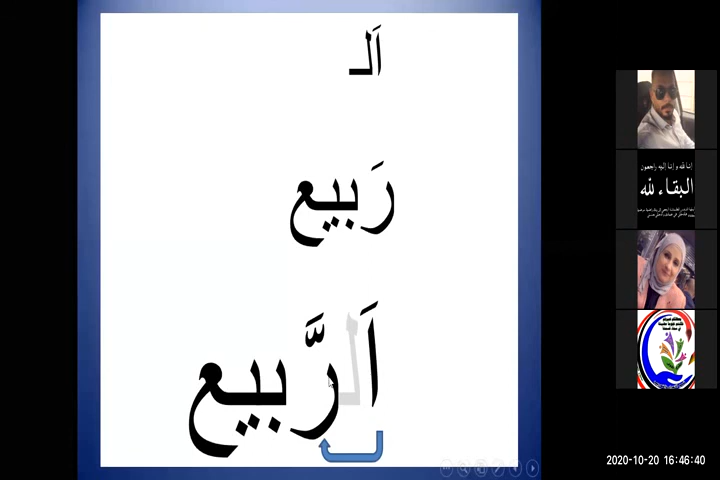 اَلـ
رَبيع
اَلرَّبيع
إنا لله و إنا إليه راجعون
البقاء لله
2020-10-20 16:46:40